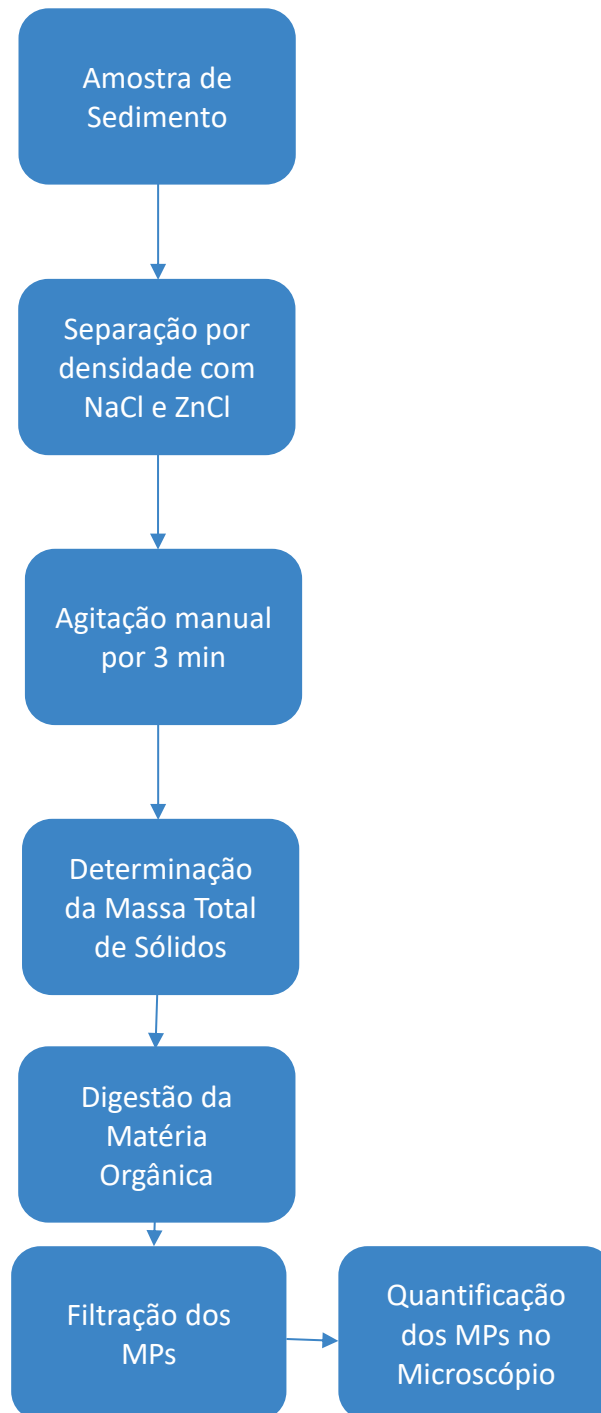 Amostra de
Sedimento
Separação por
densidade com
NaCl e ZnCl
Agitação manual
por 3 min
Determinação
da Massa Total
de Sólidos
Digestão da
Matéria
Orgânica
Filtração dos
MPs
Quantificação
dos MPs no
Microscópio